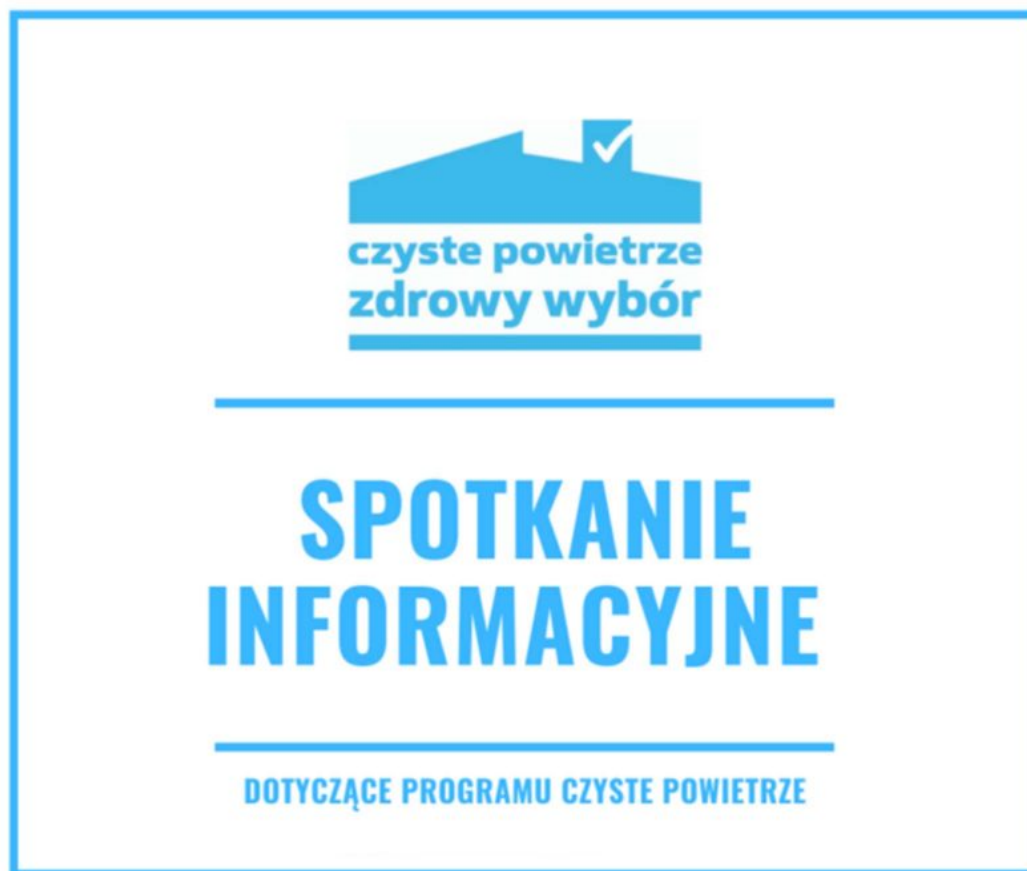 czyste powietrze
zdrowy wybór
SPOTKANIE
INFORMACYJNE
DOTYCZĄCE PROGRAMU CZYSTE POWIETRZE